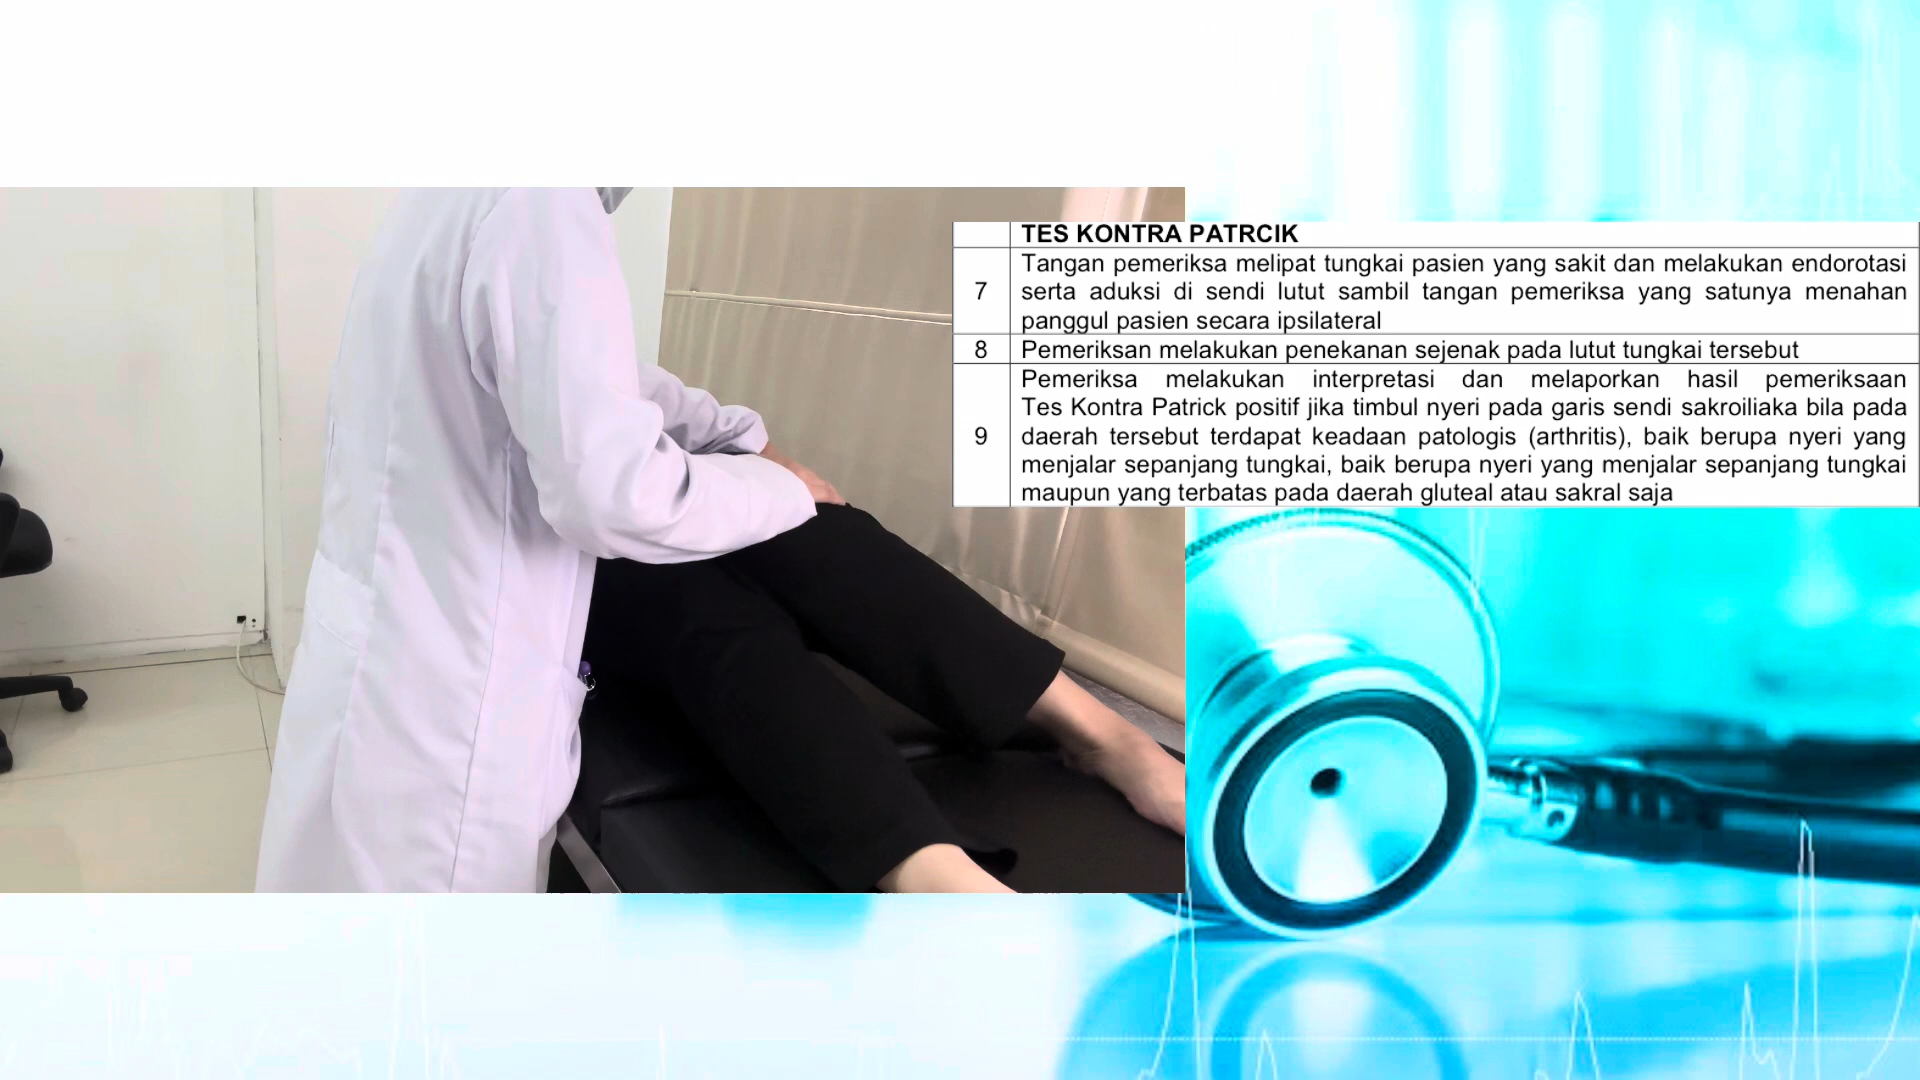 TES KONTRA PATRCIK
7
Tangan pemeriksa melipat tungkai pasien yang sakit dan melakukan endorotasi
serta aduksi di sendi lutut sambil tangan pemeriksa yang satunya menahan
panggul pasien secara ipsilateral
8
Pemeriksan melakukan penekanan sejenak pada lutut tungkai tersebut
9
Pemeriksa melakukan interpretasi dan melaporkan hasil pemeriksaan
Tes Kontra Patrick positif jika timbul nyeri pada garis sendi sakroiliaka bila pada
daerah tersebut terdapat keadaan patologis (arthritis), baik berupa nyeri yang
menjalar sepanjang tungkai, baik berupa nyeri yang menjalar sepanjang tungkai
maupun yang terbatas pada daerah gluteal atau sakral saja